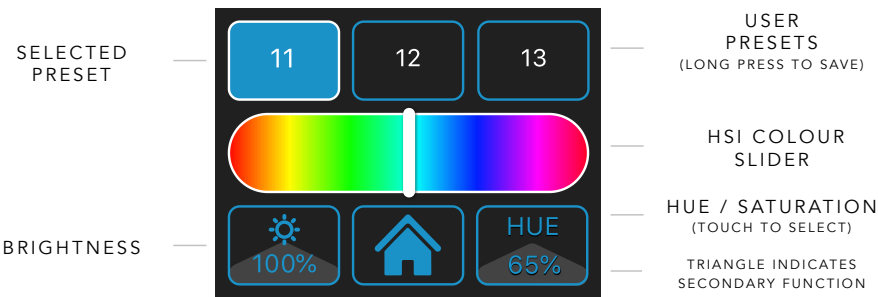 SELECTED
PRESET
11
12
13
USER
PRESETS
(LONG PRESS TO SAVE)
HSI COLOUR
SLIDER
BRIGHTNESS
100%
HUE
65%
HUE / SATURATION
(TOUCH TO SELECT)
TRIANGLE INDICATES
SECONDARY FUNCTION